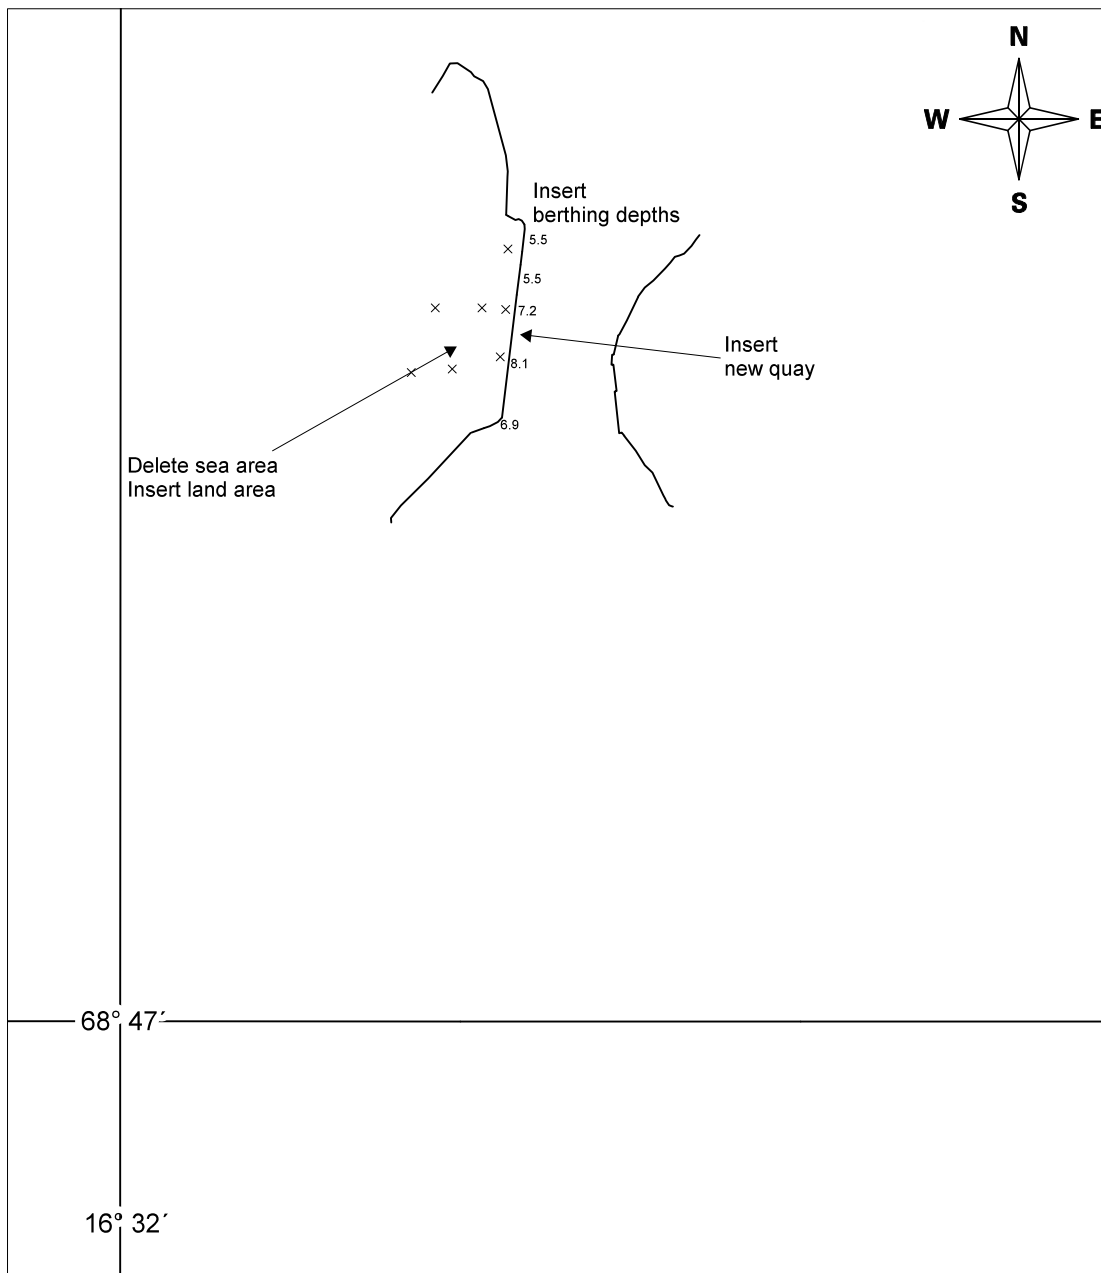 N
W E
S
Insert
berthing depths
5.5
5.5
7.2
8.1
6.9
Insert
new quay
Delete sea area
Insert land area
68° 47´
16° 32´